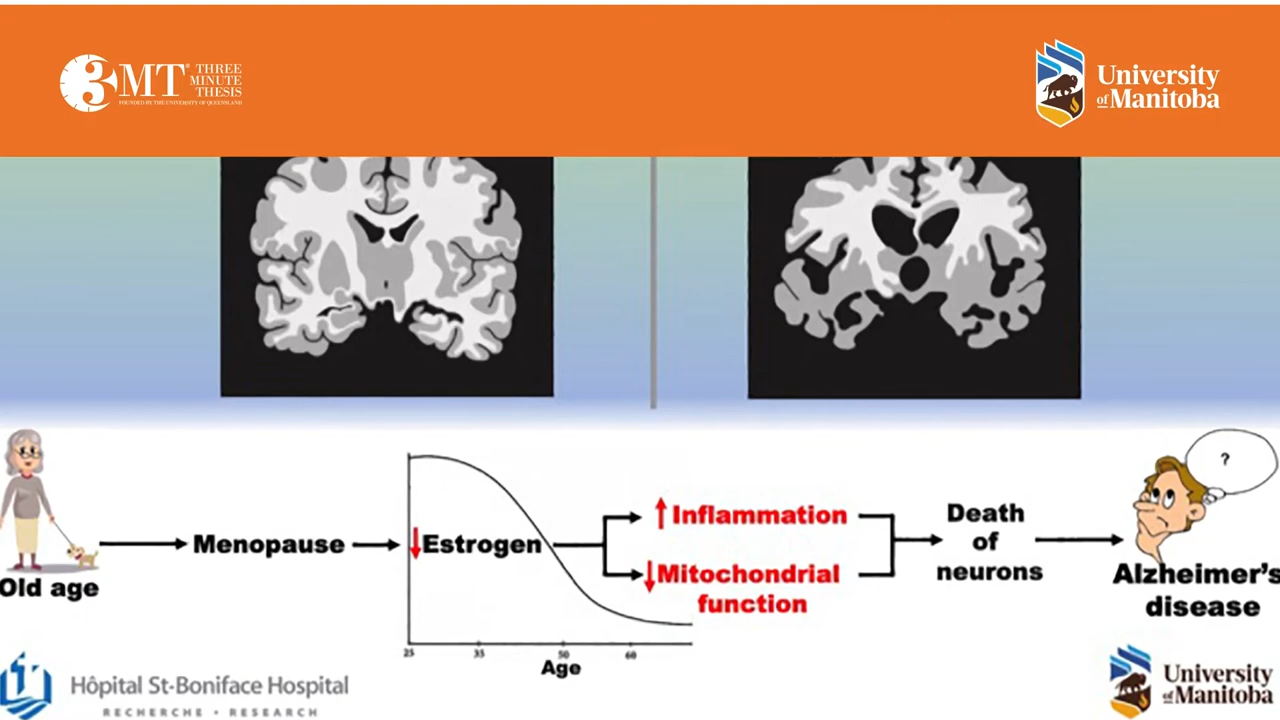 3MT® THREE
MINUTE
THESIS
FOUNDED BY THE UNIVERSITY OF QUEENSLAND
University
of Manitoba
?
Old age
Menopause
Estrogen
Inflammation
Mitochondrial
function
Death
of
neurons
Alzheimer's
disease
25 35 50 60
Age
Hôpital St-Boniface Hospital
RECHERCHE • RESEARCH
University
of Manitoba